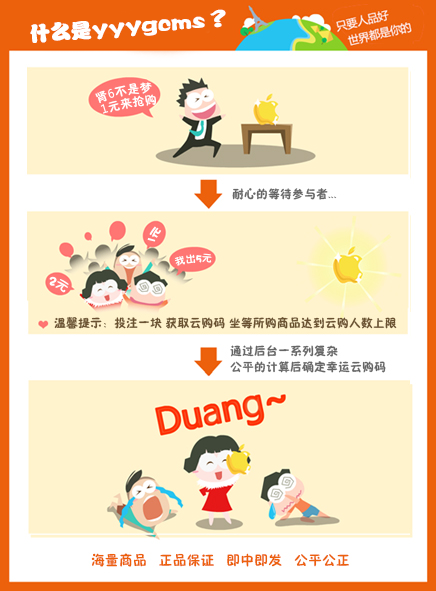 什么是yyygcms？
只要人品好
世界都是你的
肾6不是梦
1元来抢购
耐心的等待参与者...
2元
1元
我出5元
温馨提示：投注一块 获取云购码 坐等所购商品达到云购人数上限
通过后台一系列复杂
公平的计算后确定幸运云购码
Duang~
海量商品 正品保证 即中即发 公平公正